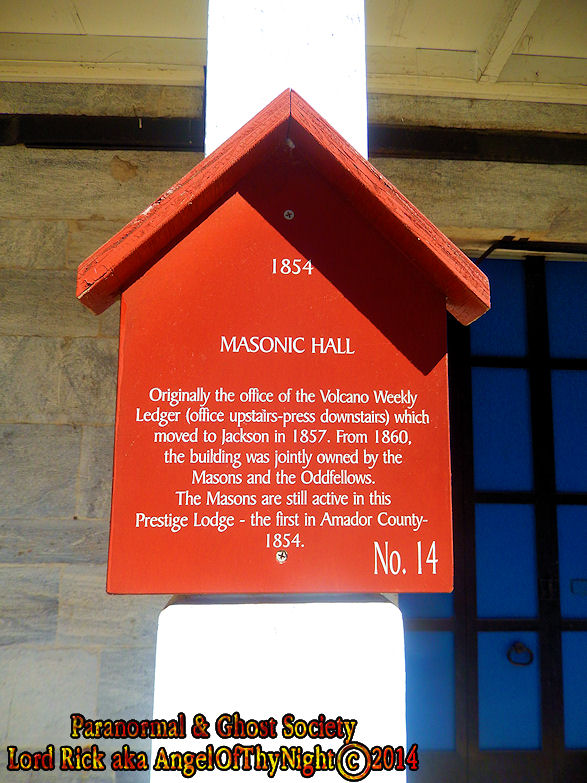 1854
MASONIC HALL
Originally the office of the Volcano Weekly
Ledger (office upstairs-press downstairs) which
moved to Jackson in 1857. From 1860,
the building was jointly owned by the
Masons and the Oddfellows.
The Masons are still active in this
Prestige Lodge - the first in Amador County-
1854.
No. 14
Paranormal & Ghost Society
Lord Rick aka AngelOfThyNight©2014